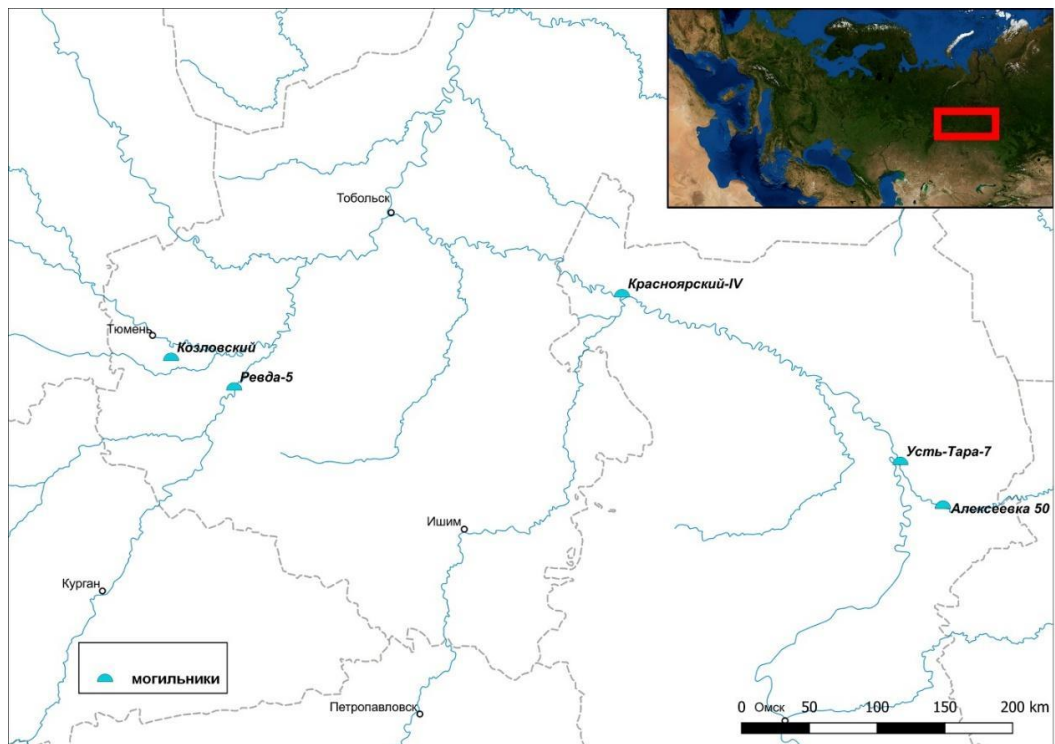 Тобольск
Красноярский-IV
Тюмень
Козловский
Ревда-5
Усть-Тара-7
Алексеевка 50
Ишим
Курган
могильники
Петропавловск
0 50 100 150 200 km
Омск